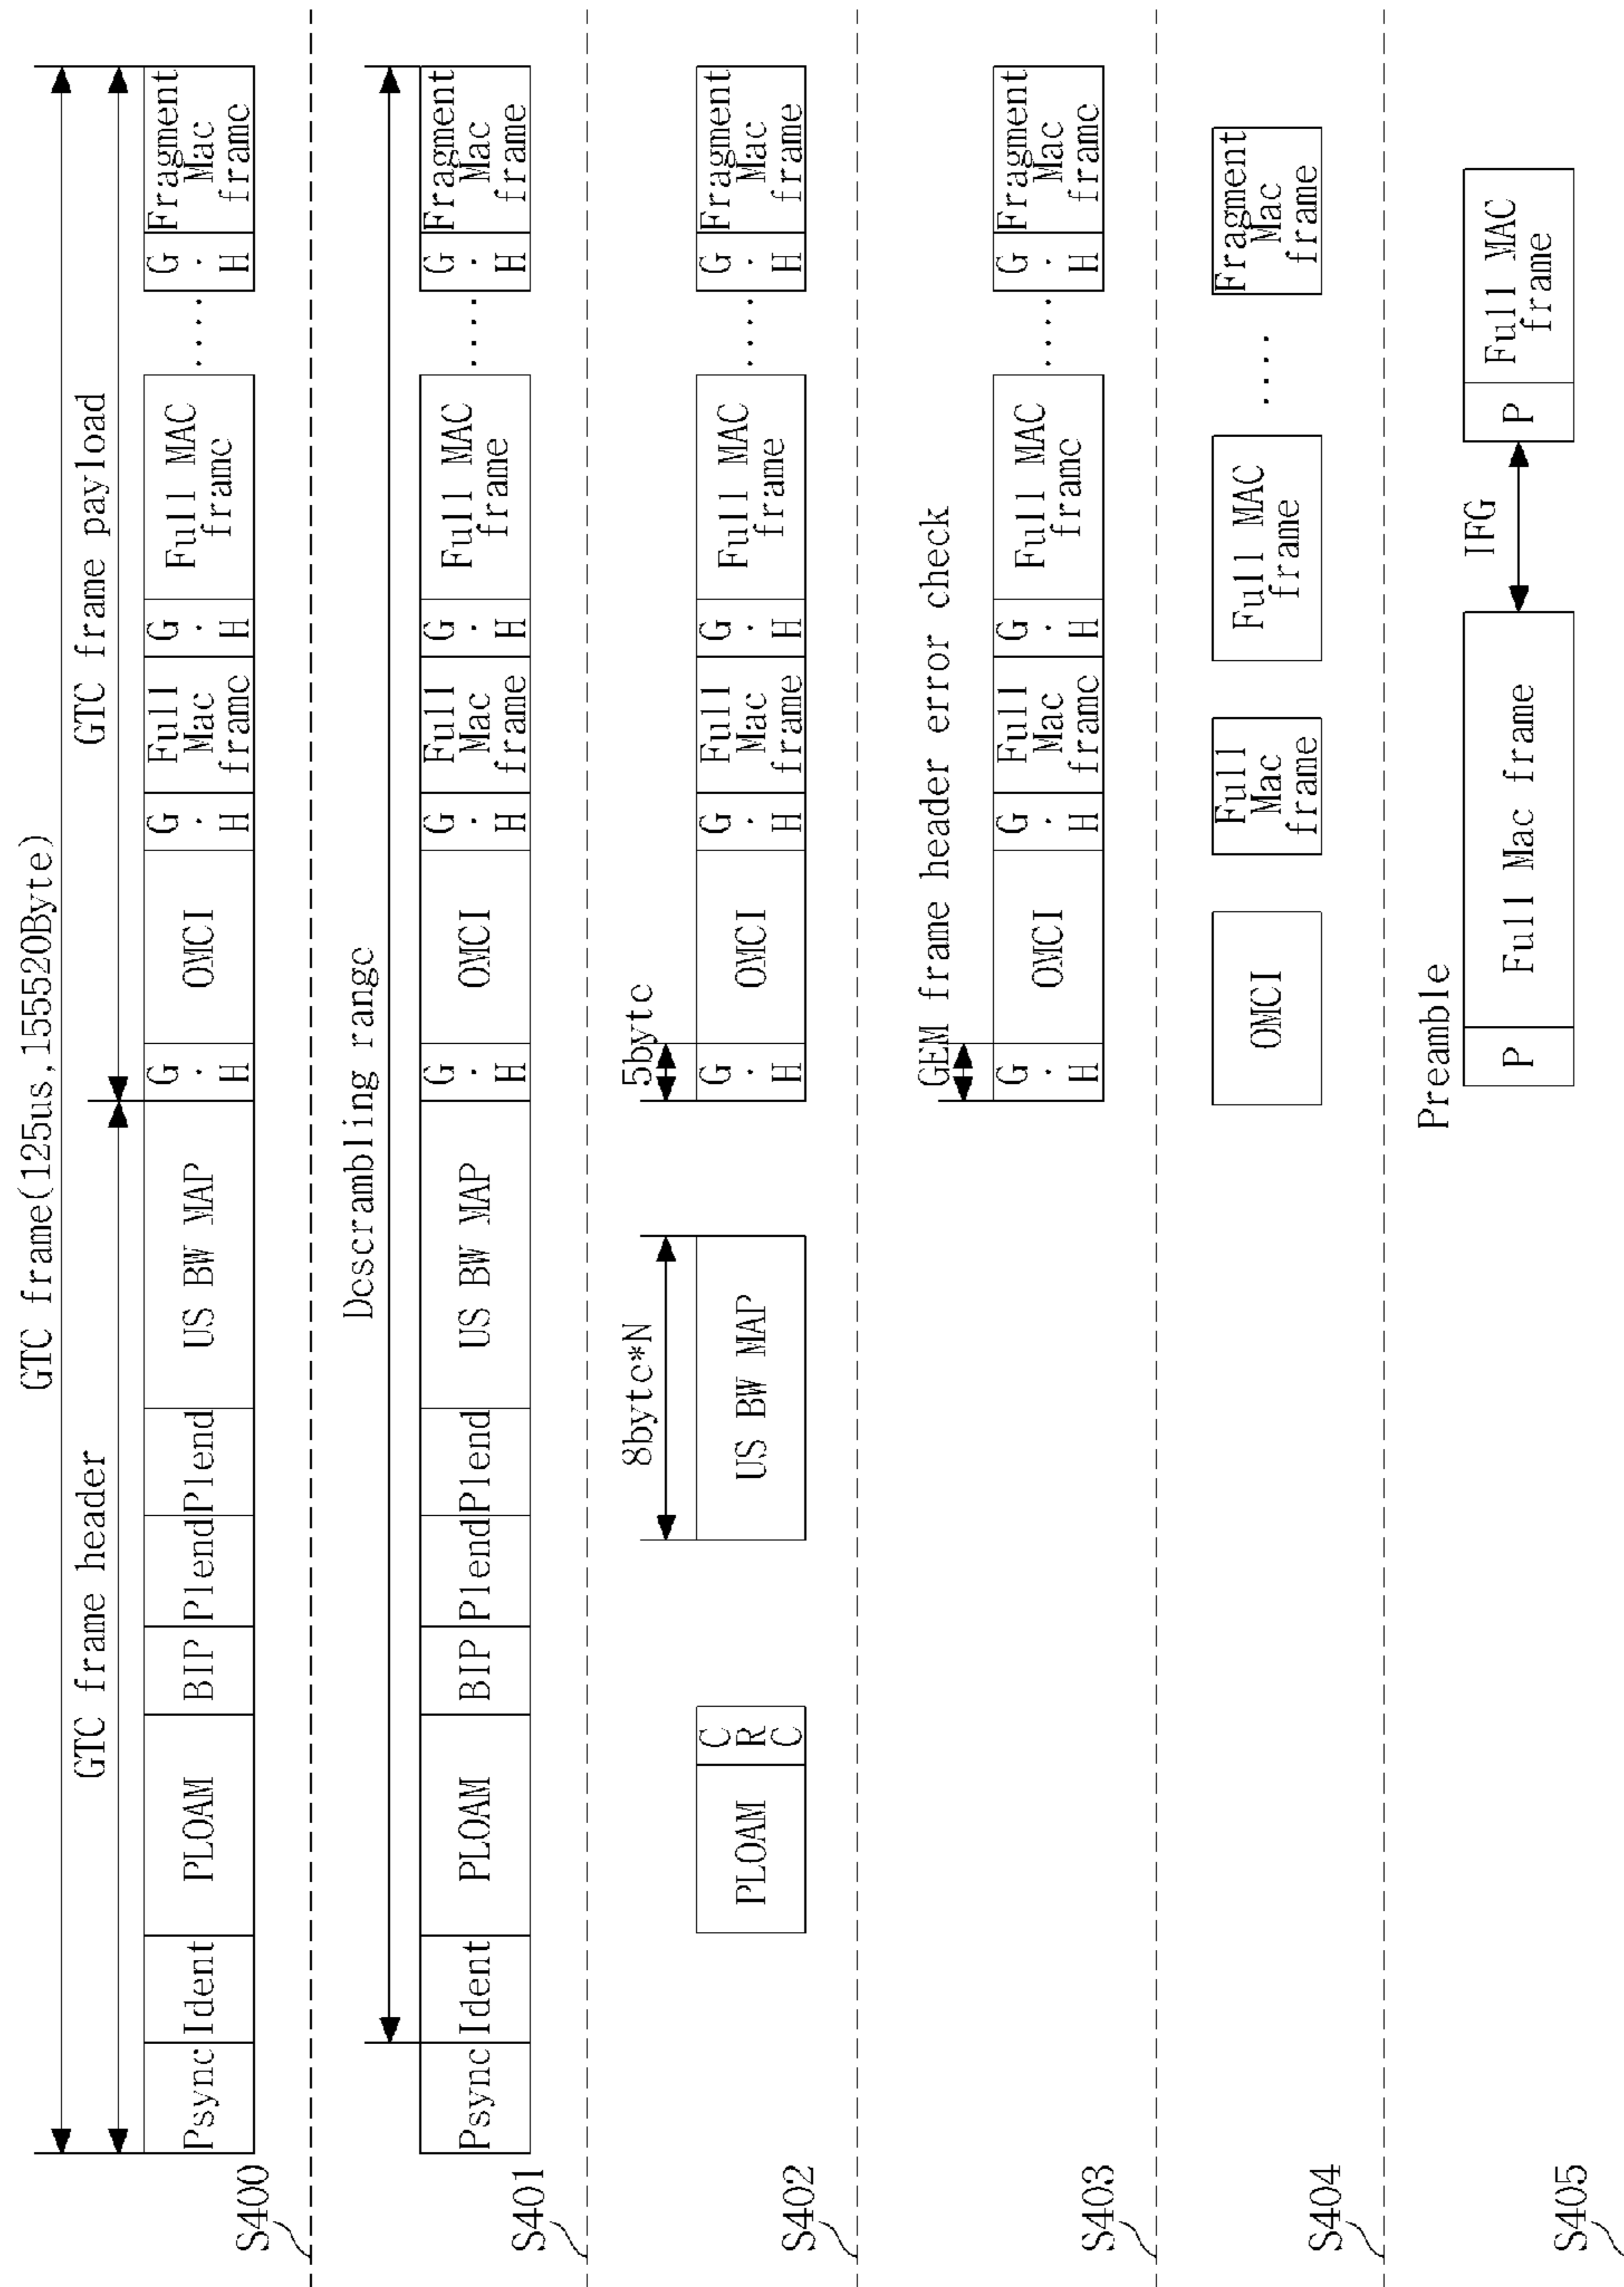 GTC frame(125us,155520Byte)
GTC frame header
GTC frame payload
Psync
Ident
PLOAM
BIP
Plend
Plend
US BW MAP
G.H
OMCI
G.H
Full
Mac
frame
G.H
Full MAC
frame
....
G.H
Fragment
Mac
frame
S400
Descrambling range
Psync
Ident
PLOAM
BIP
Plend
Plend
US BW MAP
G.H
OMCI
G.H
Full
Mac
frame
G.H
Full MAC
frame
....
G.H
Fragment
Mac
frame
S401
8byte*N
5byte
PLOAM
CRC
US BW MAP
G.H
OMCI
G.H
Full
Mac
frame
G.H
Full MAC
frame
....
G.H
Fragment
Mac
frame
S402
GEM frame header error check
G.H
OMCI
G.H
Full
Mac
frame
G.H
Full MAC
frame
....
G.H
Fragment
Mac
frame
S403
OMCI
Full
Mac
frame
Full MAC
frame
....
Fragment
Mac
frame
S404
Preamble
IFG
P
Full Mac frame
P
Full MAC
frame
S405